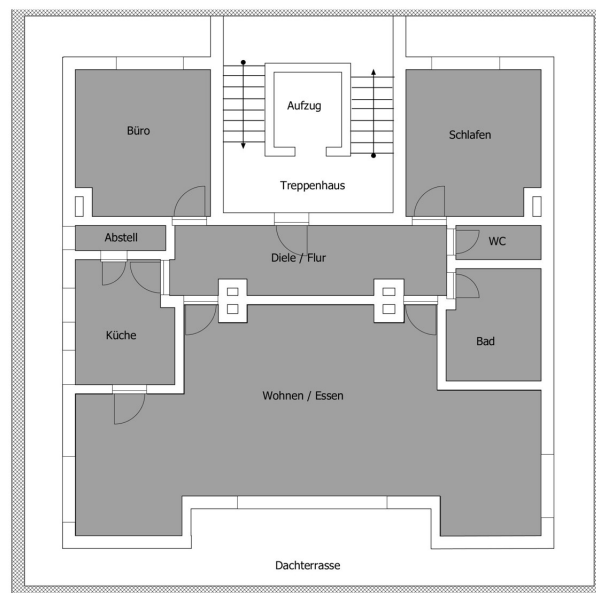 Aufzug
Büro
Schlafen
Treppenhaus
Abstell
WC
Diele / Flur
Küche
Bad
Wohnen / Essen
Dachterrasse